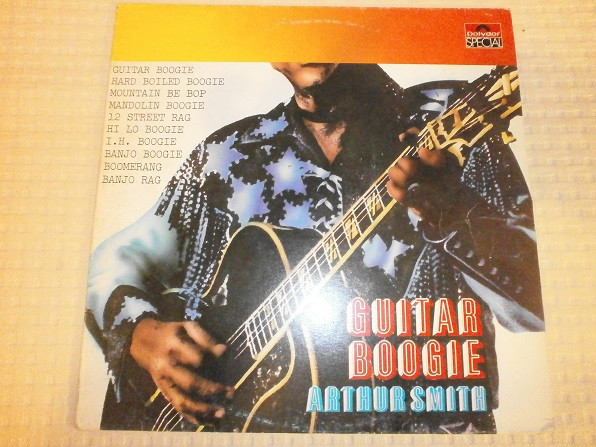 Polydor
SPECIAL
GUITAR BOOGIE
HARD BOILED BOOGIE
MOUNTAIN BE BOP
MANDOLIN BOOGIE
12 STREET RAG
HI LO BOOGIE
I.H. BOOGIE
BANJO BOOGIE
BOOMERANG
BANJO RAG
GUITAR
BOOGIE
ARTHUR SMITH